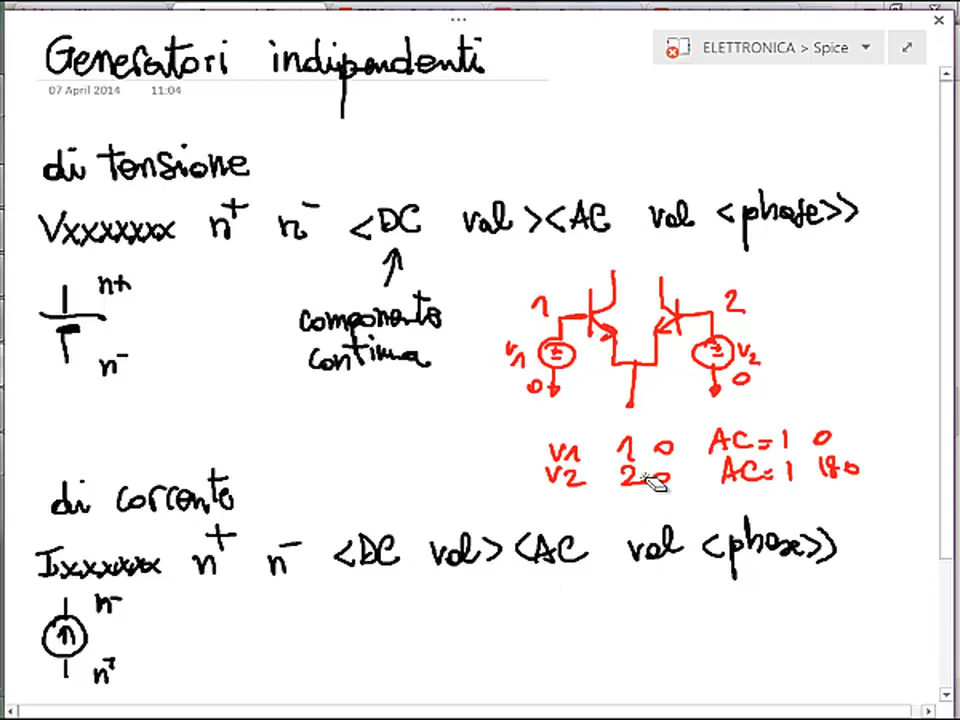 ELETTRONICA > Spice
Generatori indipendenti
07 April 2014 11:04
di tensione
Vxxxxxxx n+ n- <DC val><AC val <phase>>
n+
n-
componente
continua
1 2
V1 V2
0 0
V1 1 0 AC=1 0
V2 2 0 AC=1 180
di corrente
Ixxxxxxx n+ n- <DC val><AC val <phase>>
n-
n+